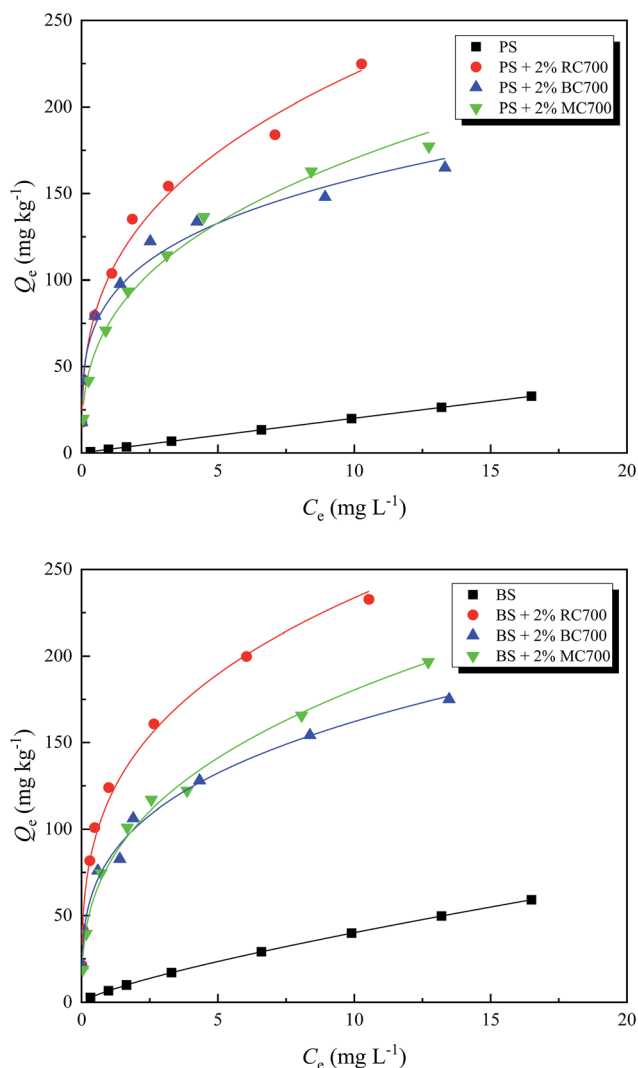 250
200
150
100
50
0
Qe (mg kg-1)
PS
PS + 2% RC700
PS + 2% BC700
PS + 2% MC700
0
5
10
15
20
Ce (mg L-1)
250
200
150
100
50
0
Qe (mg kg-1)
BS
BS + 2% RC700
BS + 2% BC700
BS + 2% MC700
0
5
10
15
20
Ce (mg L-1)